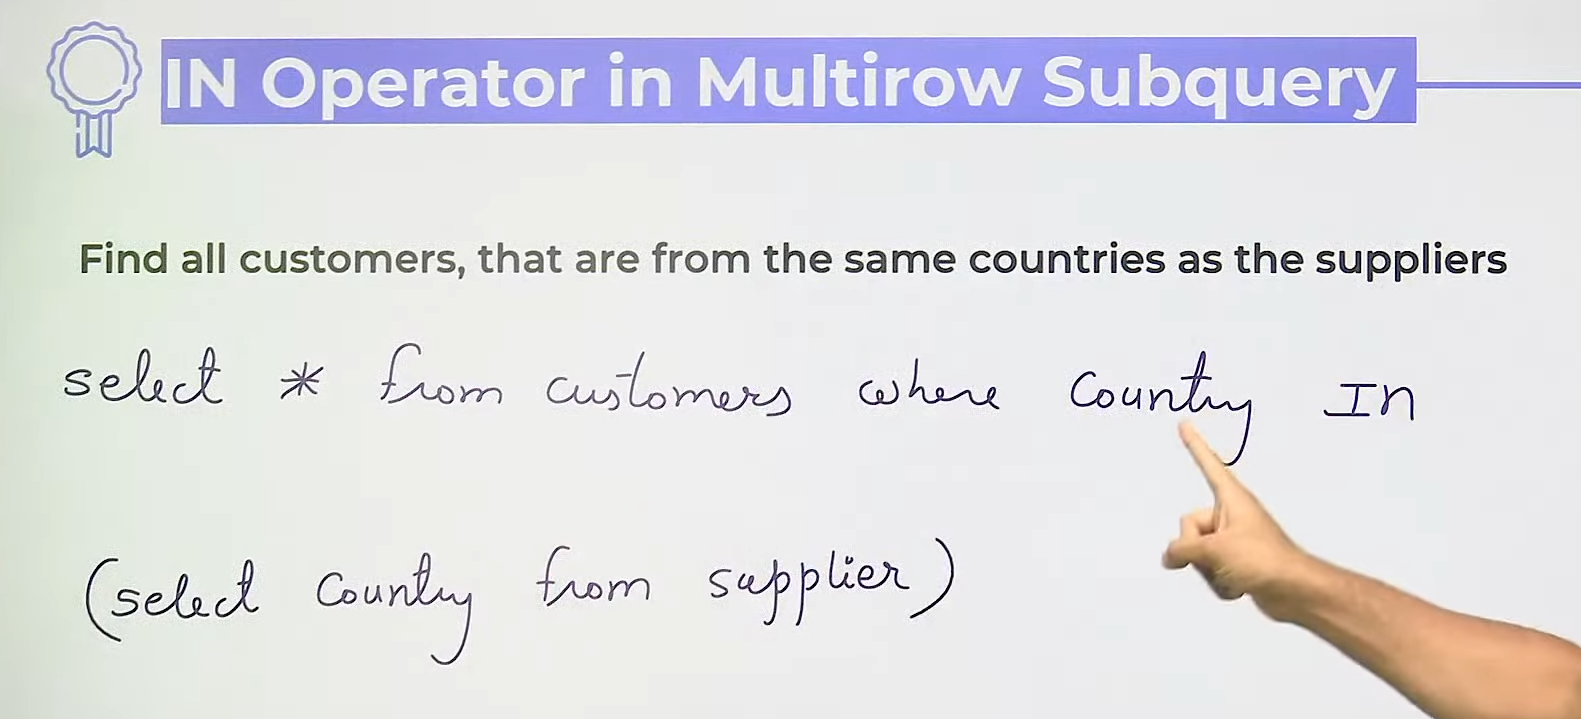 IN Operator in Multirow Subquery
Find all customers, that are from the same countries as the suppliers
select * from customers where Country In
(select Country from supplier)